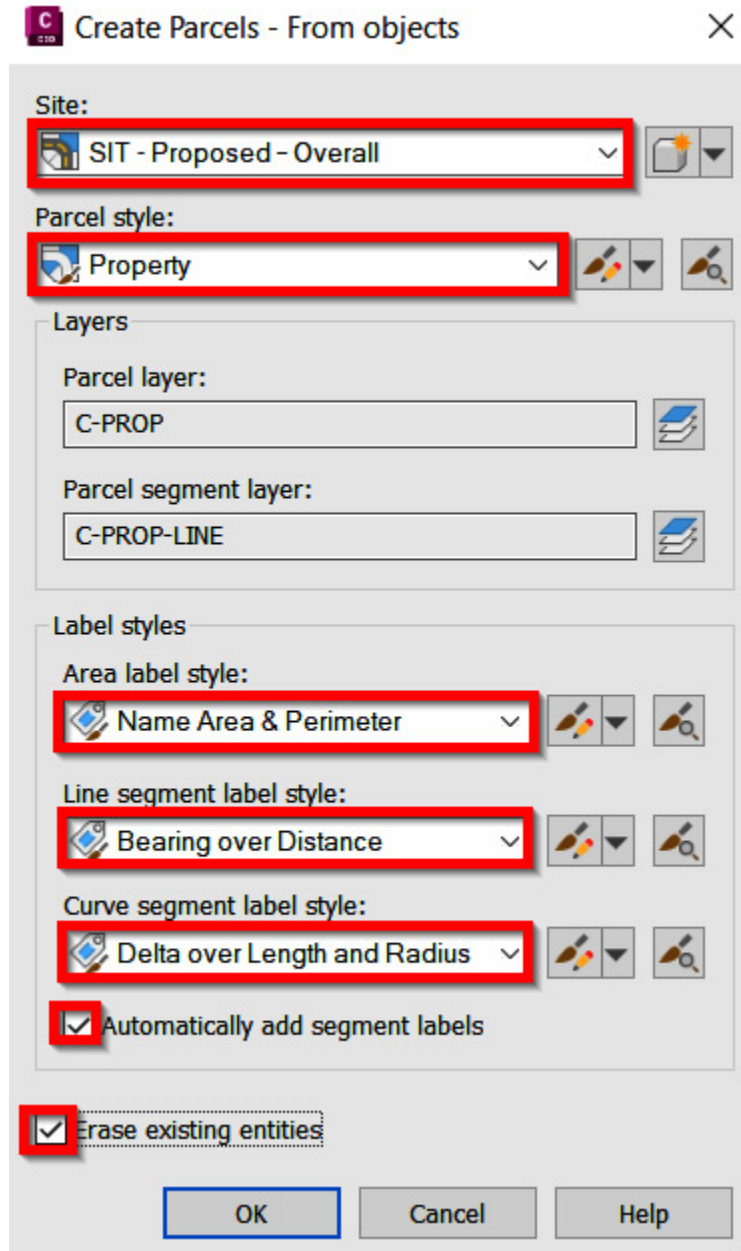 C
C3D
Create Parcels - From objects
Site:
SIT - Proposed - Overall
Parcel style:
Property
Layers
Parcel layer:
C-PROP
Parcel segment layer:
C-PROP-LINE
Label styles
Area label style:
Name Area & Perimeter
Line segment label style:
Bearing over Distance
Curve segment label style:
Delta over Length and Radius
Automatically add segment labels
Erase existing entities
OK Cancel Help